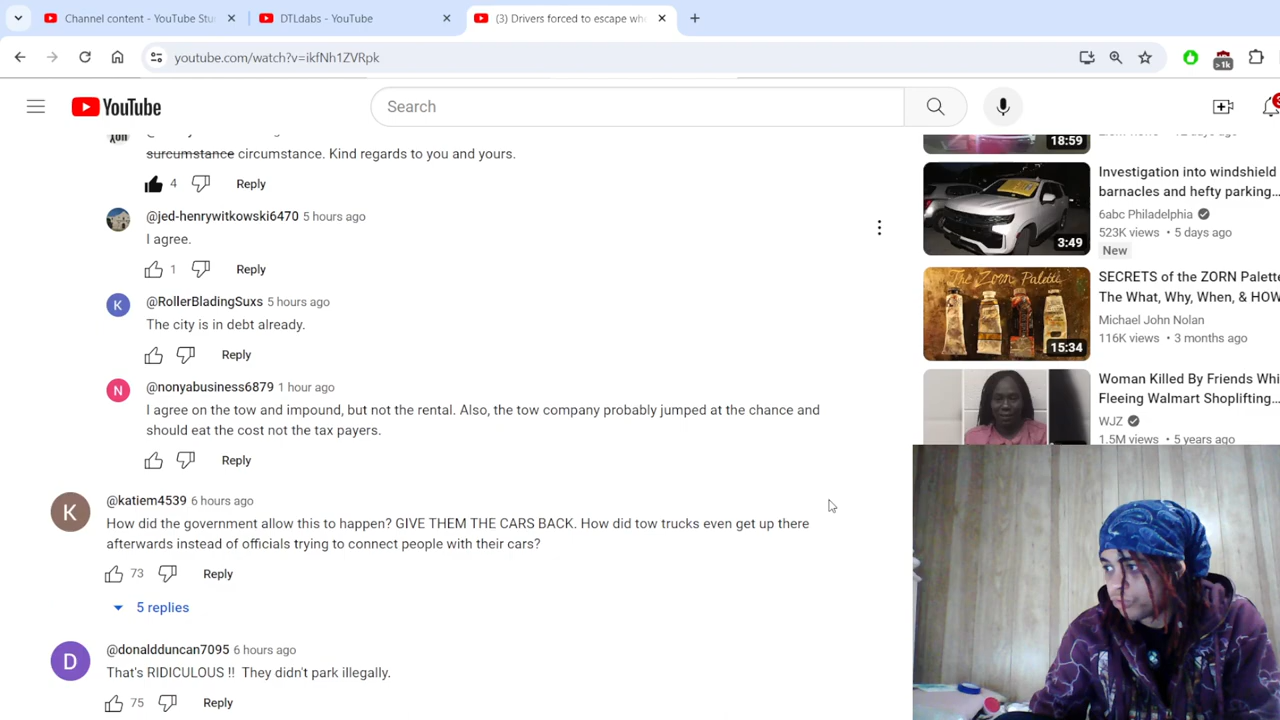 Channel content - YouTube Stu
DTLdabs - YouTube
(3) Drivers forced to escape whe
youtube.com/watch?v=ikfNh1ZVRpk
>1k
YouTube
Search
surcumstance circumstance. Kind regards to you and yours.
4
Reply
@jed-henrywitkowski6470 5 hours ago
I agree.
1
Reply
K
@RollerBladingSuxs 5 hours ago
The city is in debt already.
Reply
N
@nonyabusiness6879 1 hour ago
I agree on the tow and impound, but not the rental. Also, the tow company probably jumped at the chance and
should eat the cost not the tax payers.
Reply
K
@katiem4539 6 hours ago
How did the government allow this to happen? GIVE THEM THE CARS BACK. How did tow trucks even get up there
afterwards instead of officials trying to connect people with their cars?
73
Reply
5 replies
D
@donaldduncan7095 6 hours ago
That's RIDICULOUS !! They didn't park illegally.
75
Reply
18:59
Investigation into windshield
barnacles and hefty parking...
6abc Philadelphia
523K views • 5 days ago
New
3:49
SECRETS of the ZORN Palette
The What, Why, When, & HOW
Michael John Nolan
116K views • 3 months ago
The Zorn Palette
15:34
Woman Killed By Friends Whi
Fleeing Walmart Shoplifting...
WJZ
1.5M views • 5 years ago